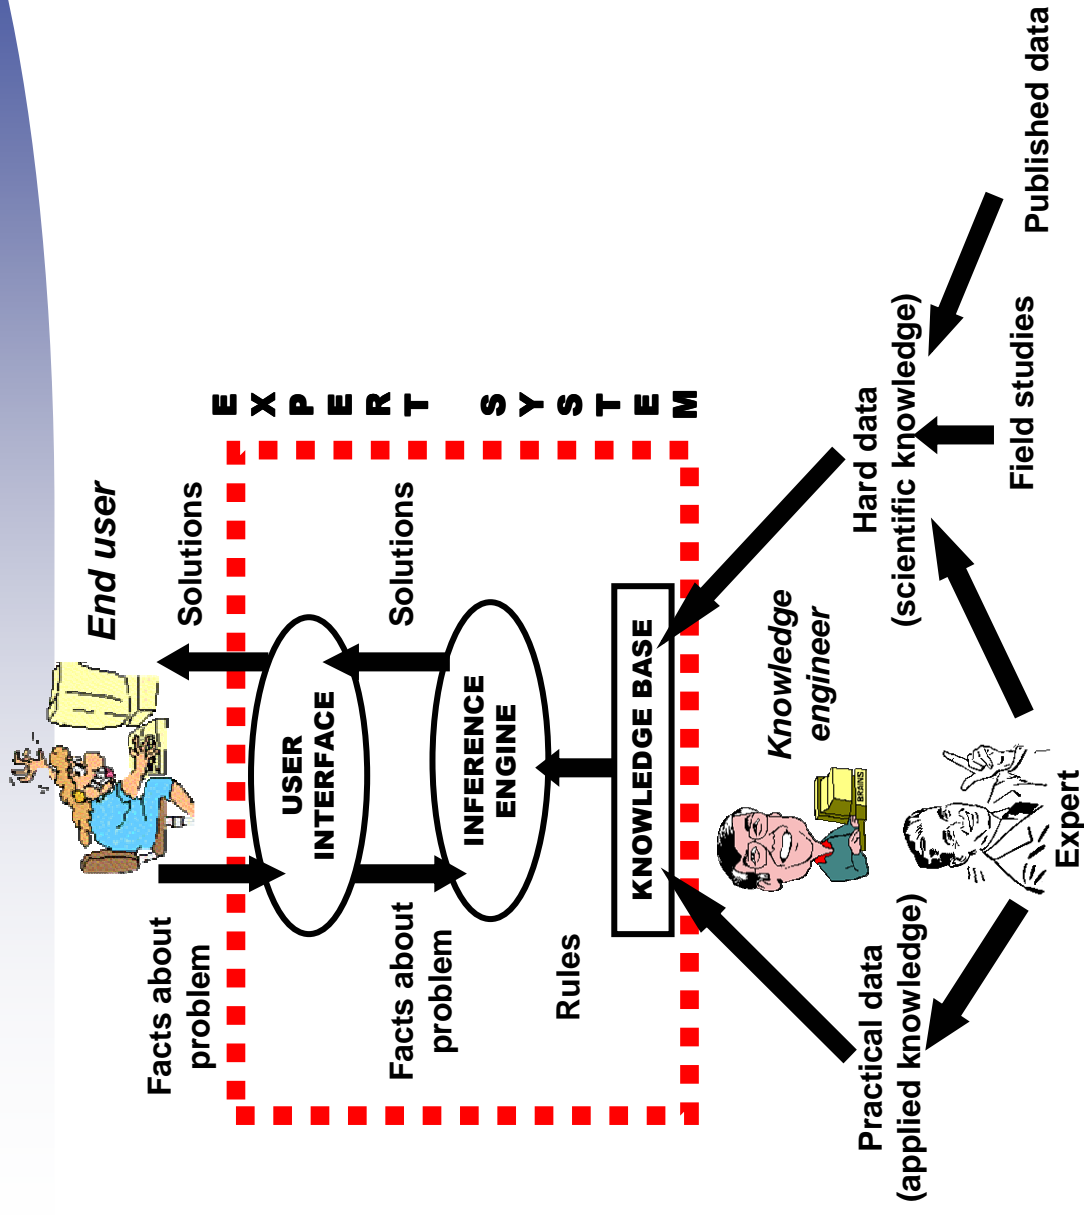 End user
Facts about
problem
Solutions
USER
INTERFACE
Facts about
problem
Solutions
INFERENCE
ENGINE
Rules
KNOWLEDGE BASE
EXPERT SYSTEM
Knowledge
engineer
BRAINS
Practical data
(applied knowledge)
Hard data
(scientific knowledge)
Expert
Field studies
Published data